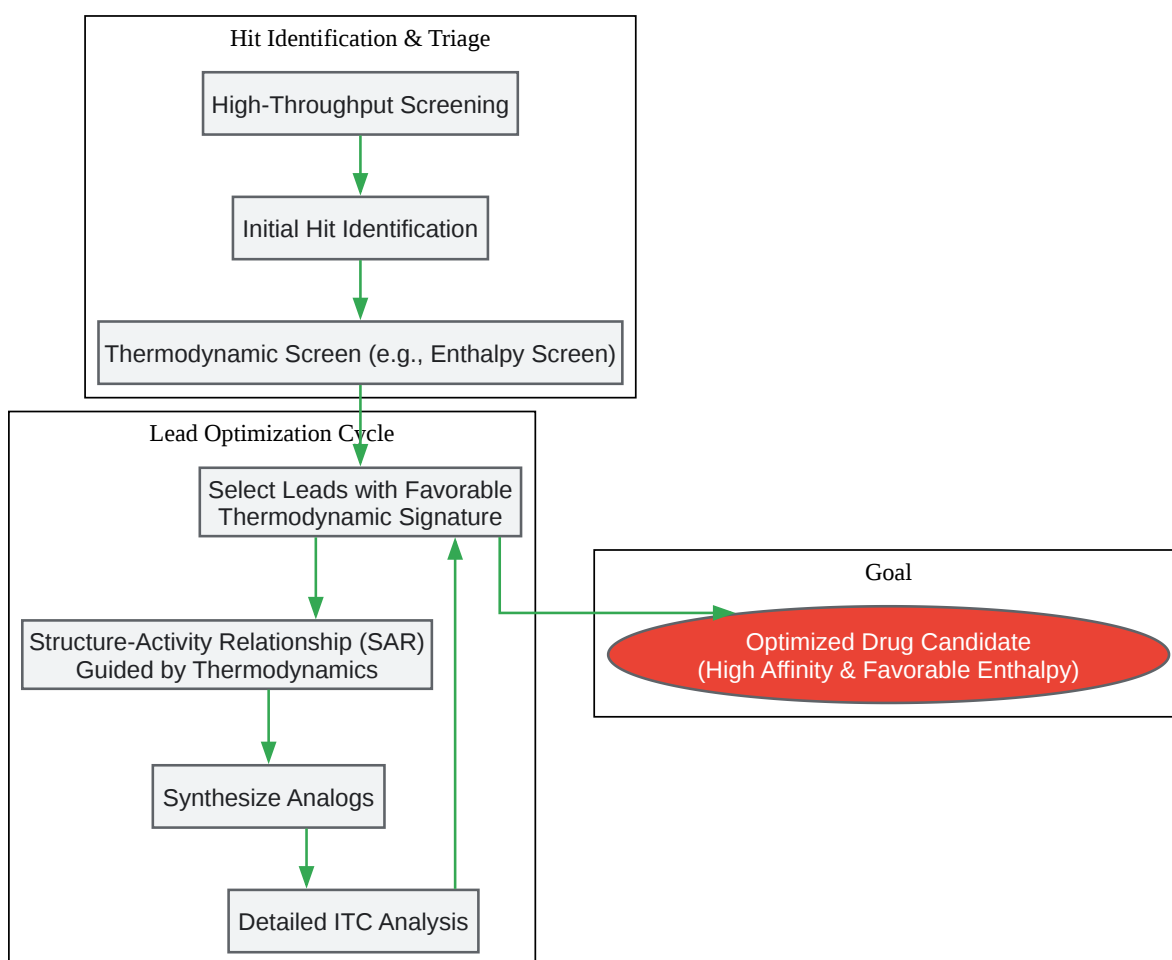 Hit Identification & Triage
High-Throughput Screening
Initial Hit Identification
Thermodynamic Screen (e.g., Enthalpy Screen)
Lead Optimization Cycle
Select Leads with Favorable
Thermodynamic Signature
Structure-Activity Relationship (SAR)
Guided by Thermodynamics
Synthesize Analogs
Detailed ITC Analysis
Goal
Optimized Drug Candidate
(High Affinity & Favorable Enthalpy)